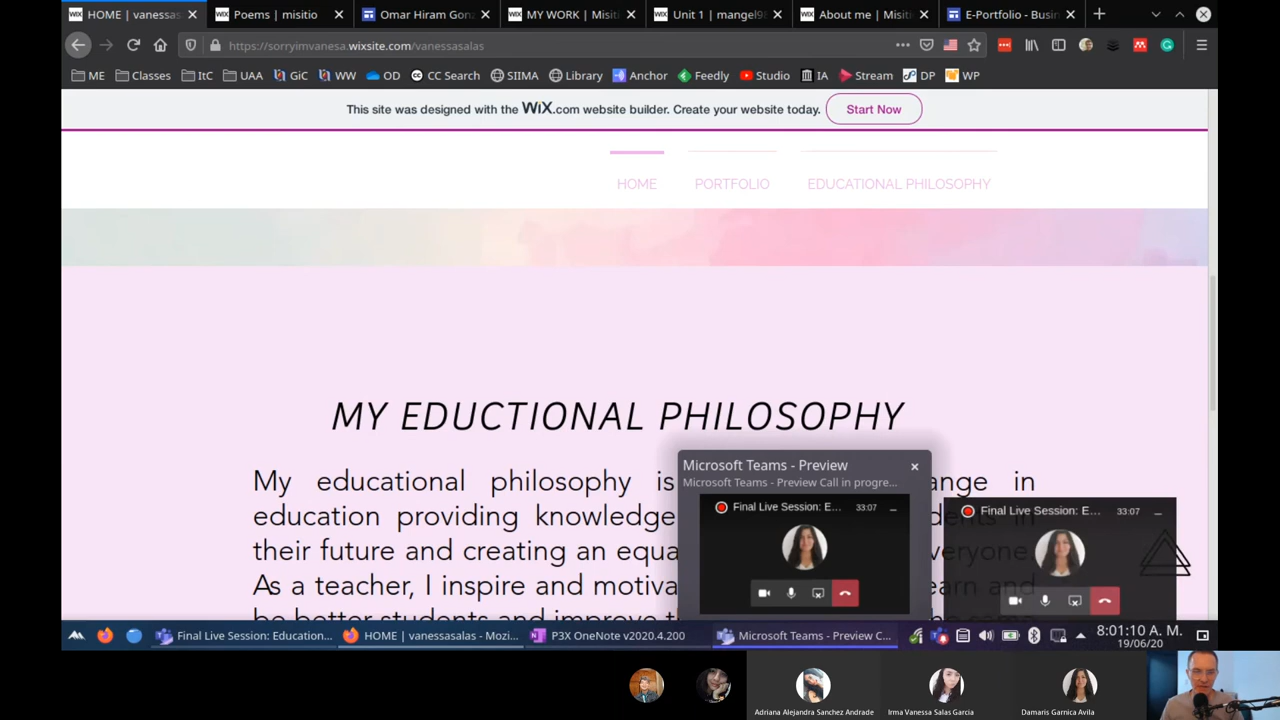 HOME | vanessas
Poems | misitio
Omar Hiram Gon
MY WORK | Misiti
Unit 1 | mangel9
About me | Misiti
E-Portfolio - Busin
https://sorryimvanesa.wixsite.com/vanessasalas
ME Classes ItC UAA GiC WW OD CC Search SIIMA Library Anchor Feedly Studio IA Stream DP WP
This site was designed with the WiX.com website builder. Create your website today. Start Now
HOME PORTFOLIO EDUCATIONAL PHILOSOPHY
MY EDUCTIONAL PHILOSOPHY
My educational philosophy is ange in
education providing knowledge in
their future and creating an equa veryone.
As a teacher, I inspire and motiva earn and
Microsoft Teams - Preview
Microsoft Teams - Preview Call in progre...
Final Live Session: E... 33:07
Final Live Session: E... 33:07
Final Live Session: Education...
HOME | vanessasalas - Mozi...
P3X OneNote v2020.4.200
Microsoft Teams - Preview C...
8:01:10 A. M.
19/06/20
Adriana Alejandra Sanchez Andrade
Irma Vanessa Salas Garcia
Damaris Garnica Avila